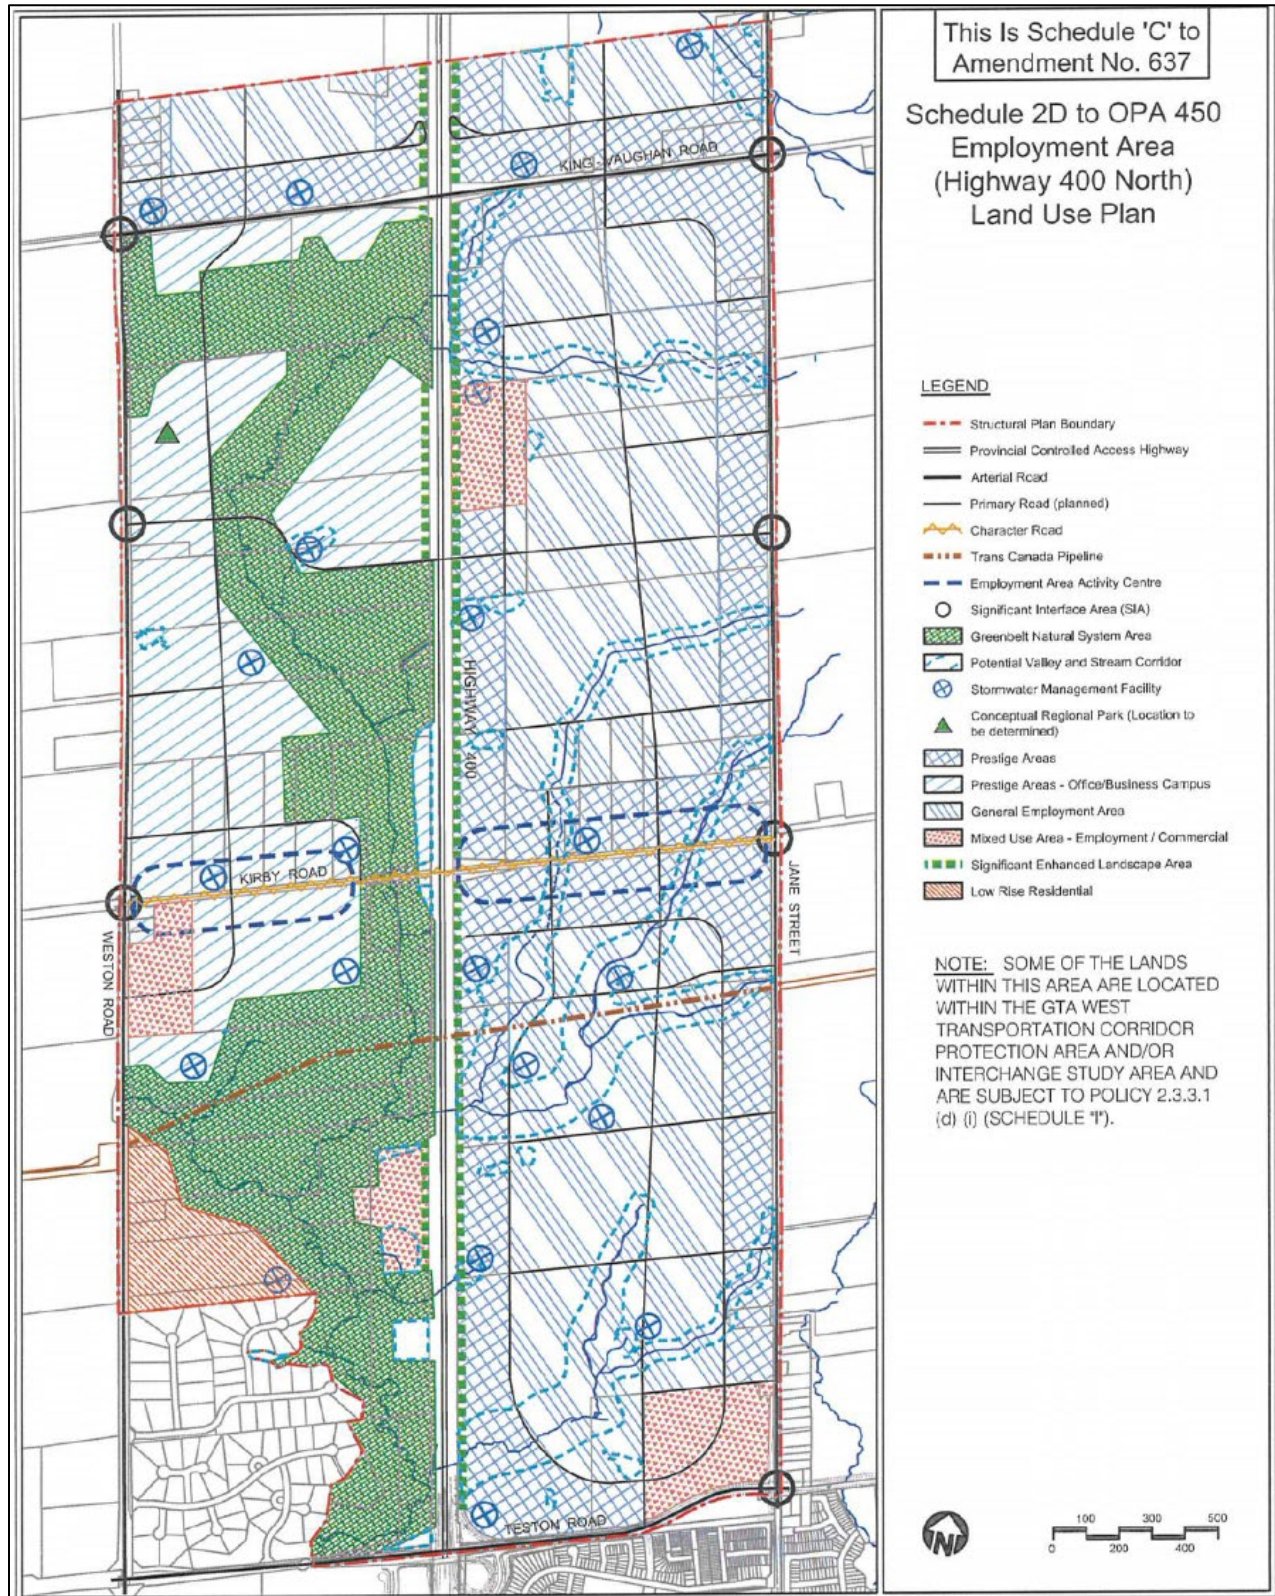 This Is Schedule 'C' to
Amendment No. 637
Schedule 2D to OPA 450
Employment Area
(Highway 400 North)
Land Use Plan
LEGEND
Structural Plan Boundary
Provincial Controlled Access Highway
Arterial Road
Primary Road (planned)
Character Road
Trans Canada Pipeline
Employment Area Activity Centre
Significant Interface Area (SIA)
Greenbelt Natural System Area
Potential Valley and Stream Corridor
Stormwater Management Facility
Conceptual Regional Park (Location to
be determined)
Prestige Areas
Prestige Areas - Office/Business Campus
General Employment Area
Mixed Use Area - Employment / Commercial
Significant Enhanced Landscape Area
Low Rise Residential
NOTE: SOME OF THE LANDS
WITHIN THIS AREA ARE LOCATED
WITHIN THE GTA WEST
TRANSPORTATION CORRIDOR
PROTECTION AREA AND/OR
INTERCHANGE STUDY AREA AND
ARE SUBJECT TO POLICY 2.3.3.1
(d) (i) (SCHEDULE "I").
KING - VAUGHAN ROAD
HIGHWAY 400
KIRBY ROAD
WESTON ROAD
JANE STREET
TESTON ROAD
N
100 300 500
0 200 400